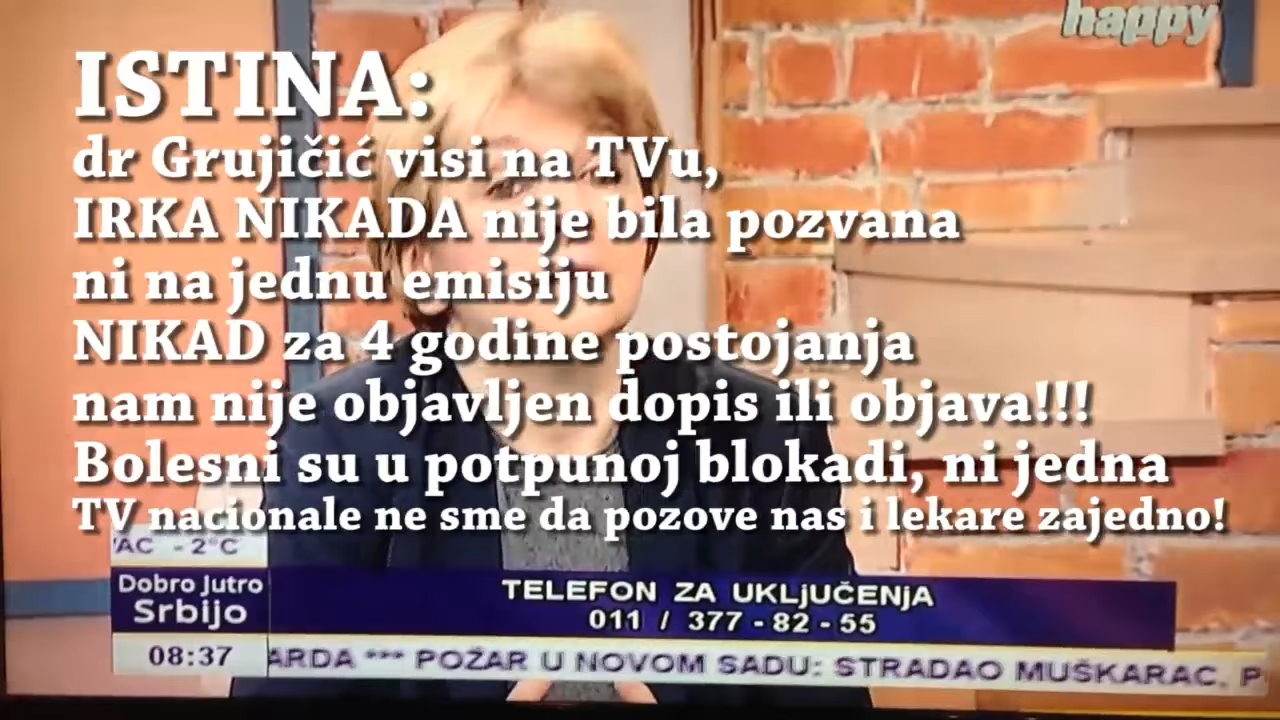 happy
ISTINA:
dr Grujičić visi na TVu,
IRKA NIKADA nije bila pozvana
ni na jednu emisiju
NIKAD za 4 godine postojanja
nam nije objavljen dopis ili objava!!!
Bolesni su u potpunoj blokadi, ni jedna
TV nacionale ne sme da pozove nas i lekare zajedno!
AC - 2°C
Dobro Jutro
Srbijo
TELEFON ZA UKLjUČENjA
011 / 377 - 82 - 55
08:37
ARDA *** POŽAR U NOVOM SADU: STRADAO MUŠKARAC, P